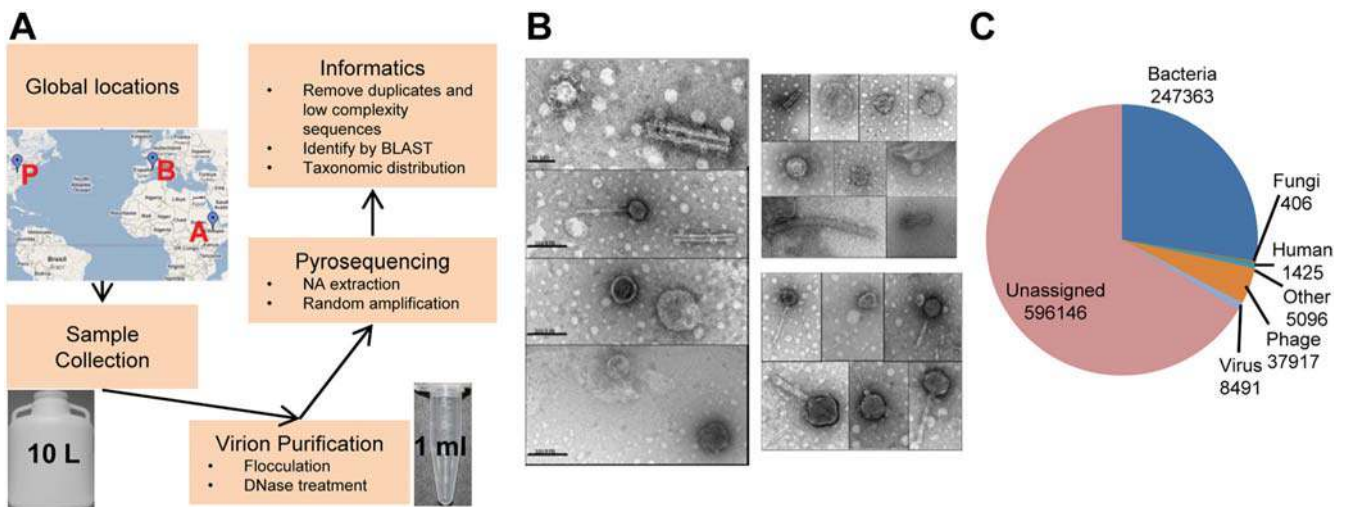 A
Global locations
P
B
A
Brasil
Sample
Collection
10 L
Virion Purification
• Flocculation
• DNase treatment
1 ml
Pyrosequencing
• NA extraction
• Random amplification
Informatics
• Remove duplicates and
low complexity
sequences
• Identify by BLAST
• Taxonomic distribution
B
C
Bacteria
247363
Fungi
406
Human
1425
Other
5096
Phage
37917
Virus
8491
Unassigned
596146